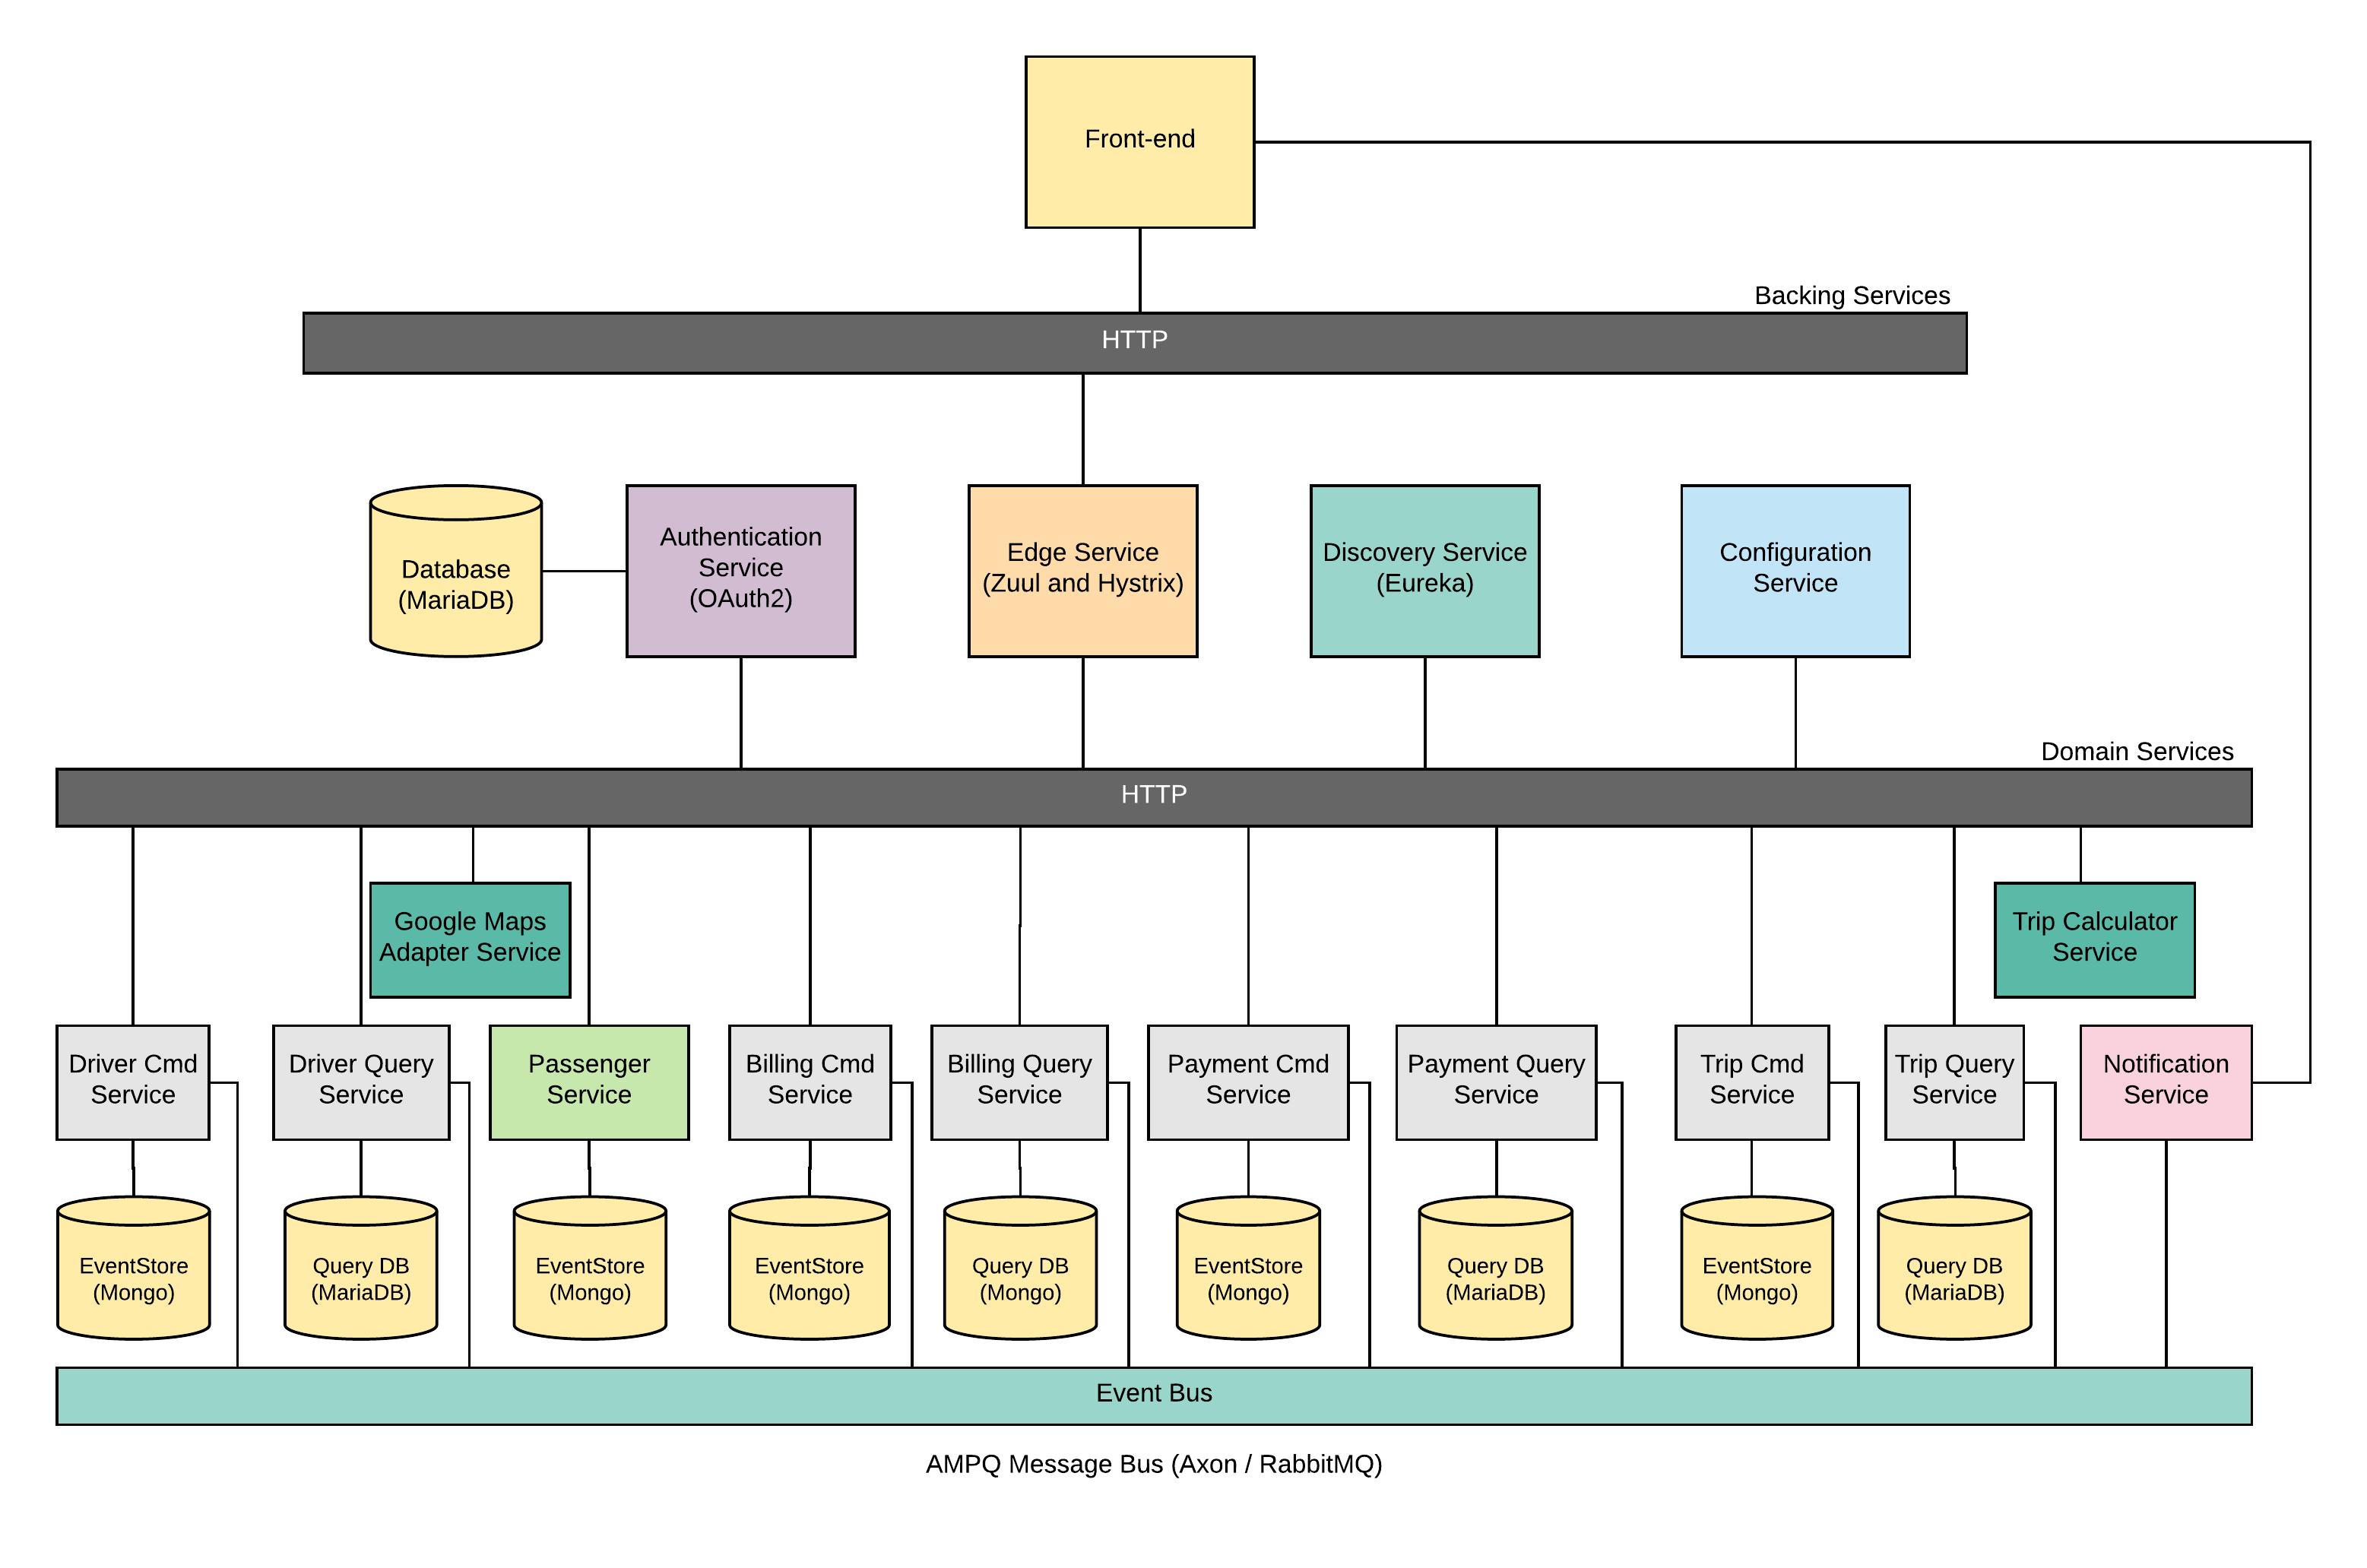 Front-end
Backing Services
HTTP
Database
(MariaDB)
Authentication
Service
(OAuth2)
Edge Service
(Zuul and Hystrix)
Discovery Service
(Eureka)
Configuration
Service
Domain Services
HTTP
Google Maps
Adapter Service
Trip Calculator
Service
Driver Cmd
Service
Driver Query
Service
Passenger
Service
Billing Cmd
Service
Billing Query
Service
Payment Cmd
Service
Payment Query
Service
Trip Cmd
Service
Trip Query
Service
Notification
Service
EventStore
(Mongo)
Query DB
(MariaDB)
EventStore
(Mongo)
EventStore
(Mongo)
Query DB
(Mongo)
EventStore
(Mongo)
Query DB
(MariaDB)
EventStore
(Mongo)
Query DB
(MariaDB)
Event Bus
AMPQ Message Bus (Axon / RabbitMQ)